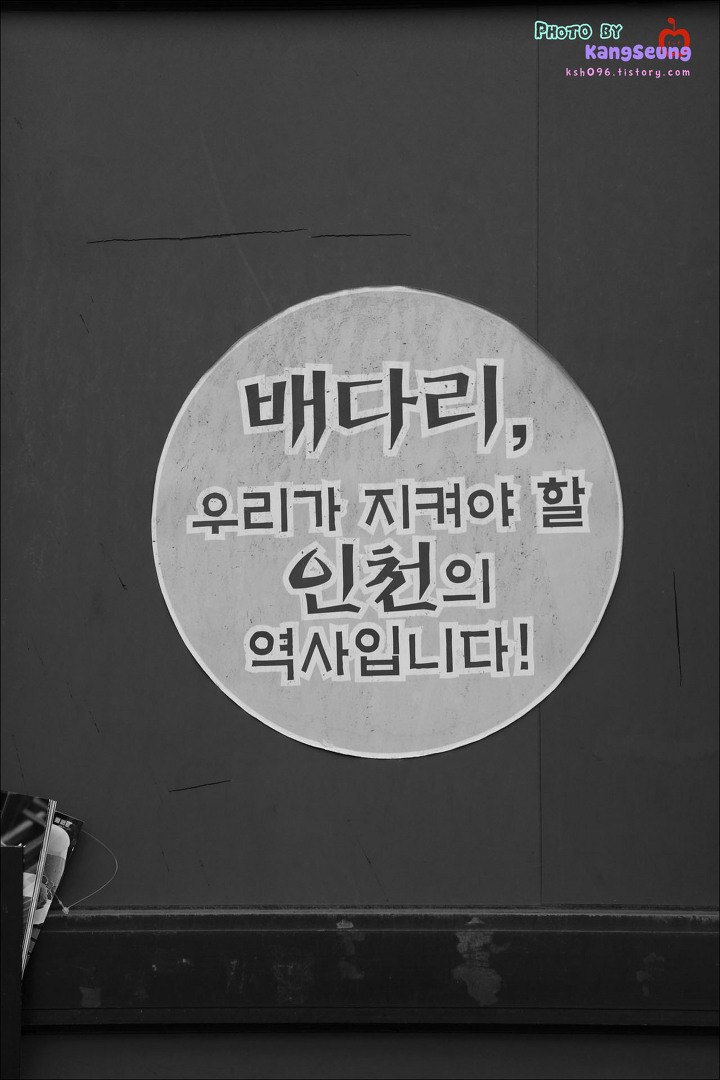 Photo by
KangSeung
ksh096.tistory.com
배다리,
우리가 지켜야 할
인천의
역사입니다!